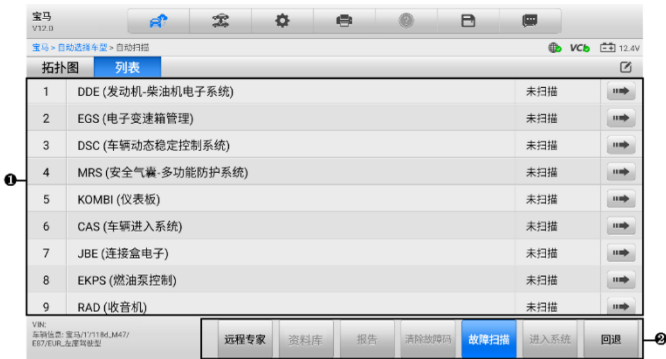 宝马
V12.0
宝马 > 自动选择车型 > 自动扫描 VCb 12.4V
拓扑图 列表
1 DDE (发动机-柴油机电子系统) 未扫描
2 EGS (电子变速箱管理) 未扫描
3 DSC (车辆动态稳定控制系统) 未扫描
❶
4 MRS (安全气囊-多功能防护系统) 未扫描
5 KOMBI (仪表板) 未扫描
6 CAS (车辆进入系统) 未扫描
7 JBE (连接盒电子) 未扫描
8 EKPS (燃油泵控制) 未扫描
9 RAD (收音机) 未扫描
VIN:
车辆信息: 宝马/1'/118d_M47/
E87/EUR_左座驾驶型
远程专家 资料库 报告 清除故障码 故障扫描 进入系统 回退 ❷